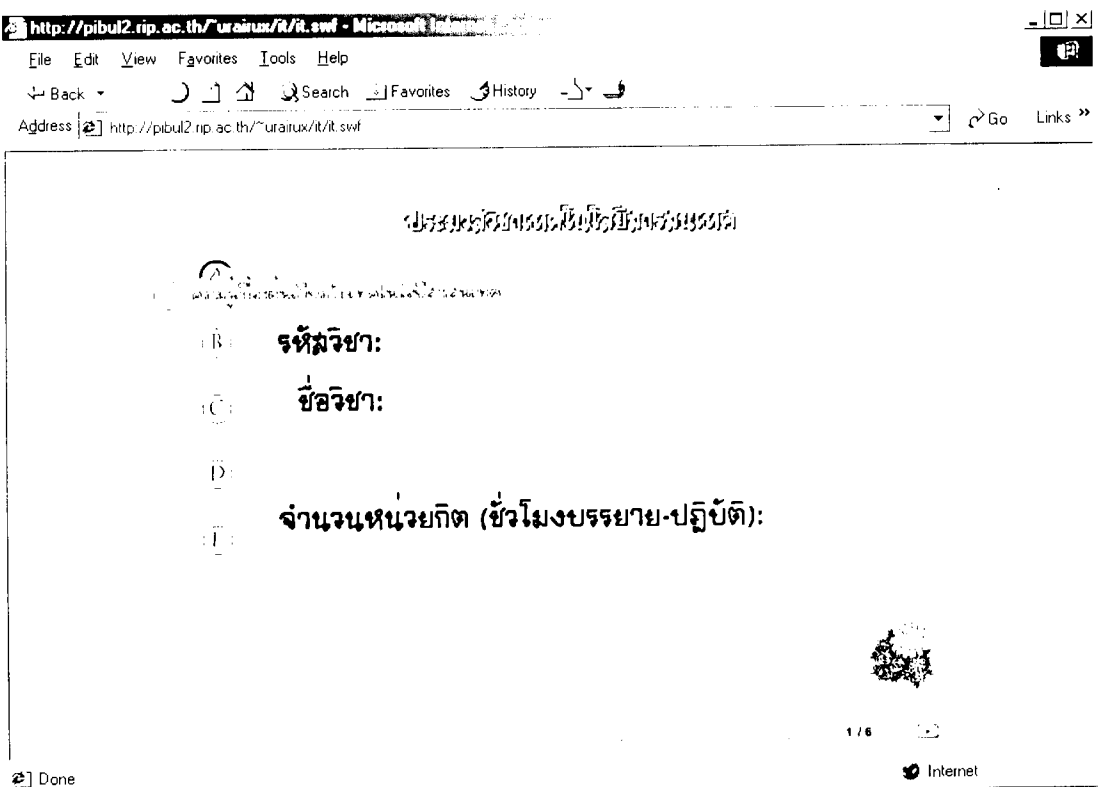 http://pibul2.rip.ac.th/~urairux/it/it.swf - Microsoft
File Edit View Favorites Tools Help
Back Search Favorites History
Address http://pibul2.rip.ac.th/~urairux/it/it.swf Go Links »
B รหัสวิชา:
C ชื่อวิชา:
D
จำนวนหน่วยกิต (ชั่วโมงบรรยาย-ปฏิบัติ):
1 / 6
Done Internet